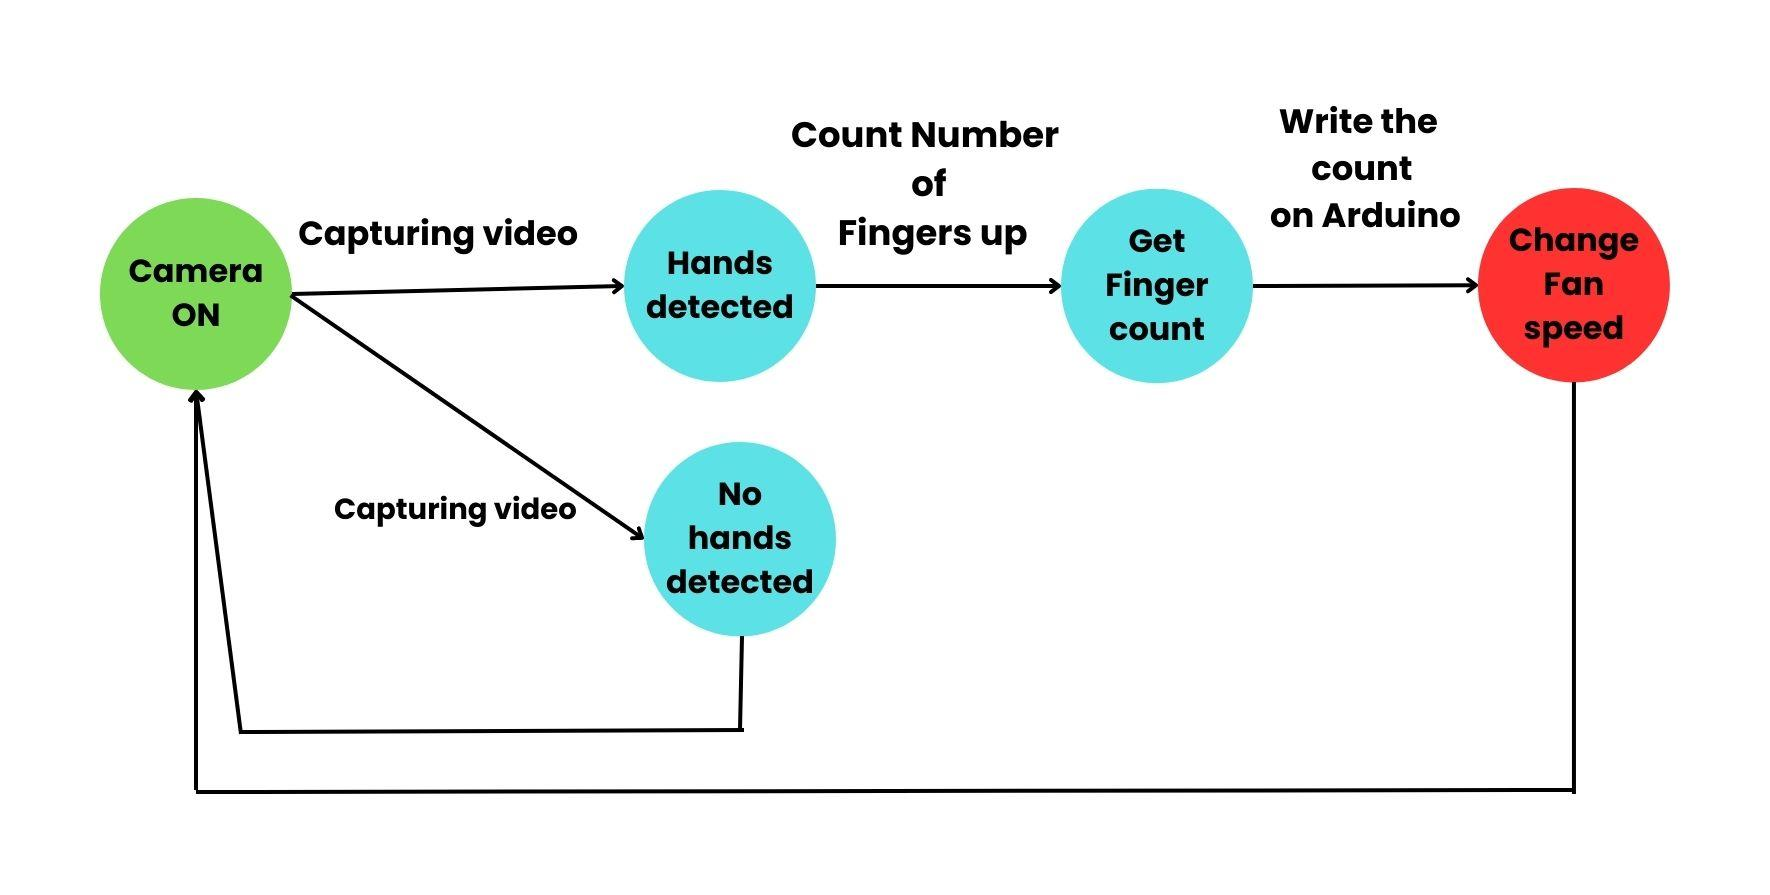 Camera
ON
Capturing video
Hands
detected
Count Number
of
Fingers up
Get
Finger
count
Write the
count
on Arduino
Change
Fan
speed
Capturing video
No
hands
detected